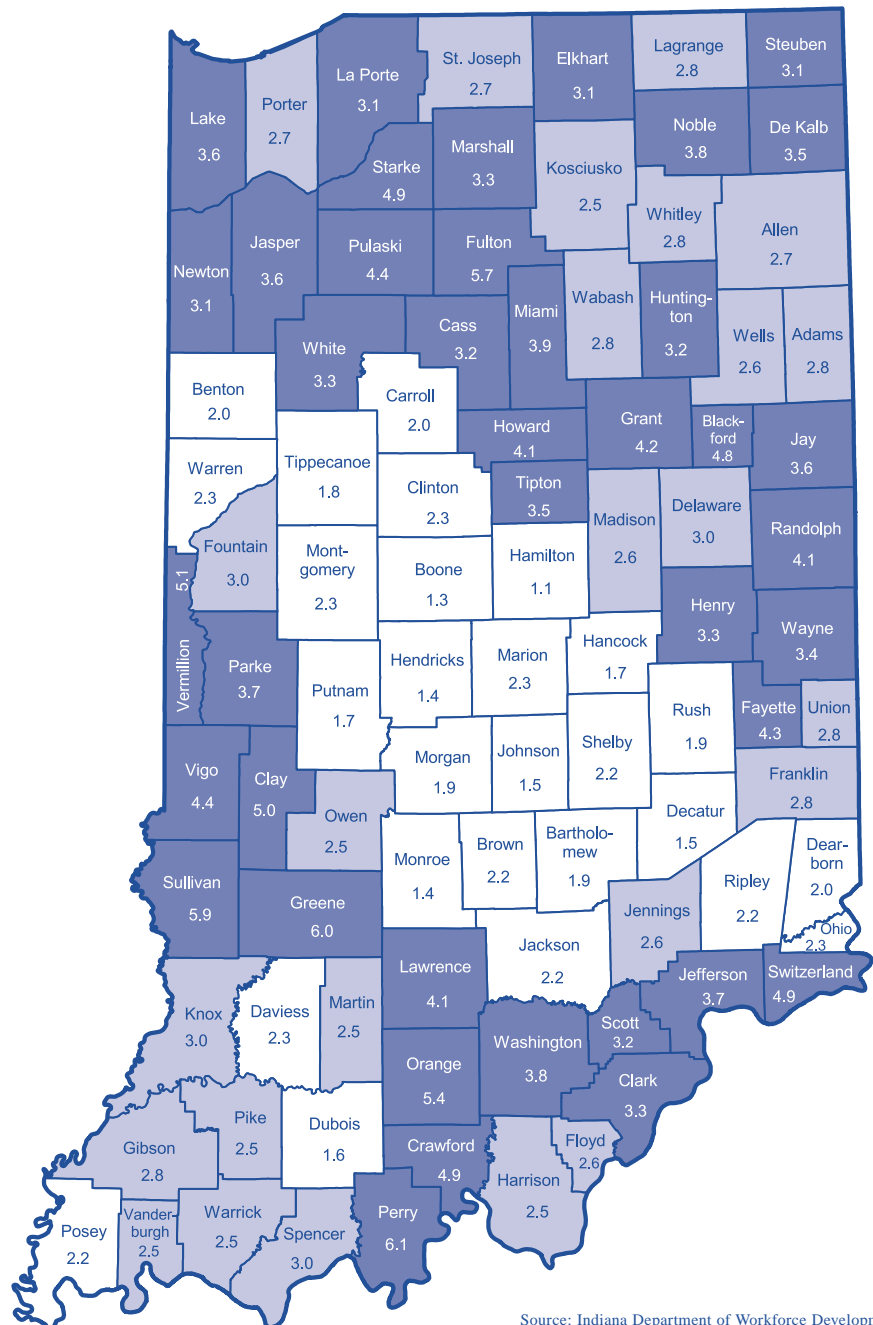 St. Joseph
2.7
Elkhart
3.1
Lagrange
2.8
Steuben
3.1
La Porte
3.1
Lake
3.6
Porter
2.7
Noble
3.8
De Kalb
3.5
Starke
4.9
Marshall
3.3
Kosciusko
2.5
Whitley
2.8
Allen
2.7
Newton
3.1
Jasper
3.6
Pulaski
4.4
Fulton
5.7
Miami
3.9
Wabash
2.8
Hunting-
ton
3.2
Wells
2.6
Adams
2.8
White
3.3
Cass
3.2
Benton
2.0
Carroll
2.0
Howard
4.1
Grant
4.2
Black-
ford
4.8
Jay
3.6
Warren
2.3
Tippecanoe
1.8
Clinton
2.3
Tipton
3.5
Madison
2.6
Delaware
3.0
Randolph
4.1
Fountain
3.0
Mont-
gomery
2.3
Boone
1.3
Hamilton
1.1
Vermillion
5.1
Henry
3.3
Wayne
3.4
Parke
3.7
Putnam
1.7
Hendricks
1.4
Marion
2.3
Hancock
1.7
Rush
1.9
Fayette
4.3
Union
2.8
Vigo
4.4
Clay
5.0
Morgan
1.9
Johnson
1.5
Shelby
2.2
Franklin
2.8
Owen
2.5
Decatur
1.5
Monroe
1.4
Brown
2.2
Bartholo-
mew
1.9
Dear-
born
2.0
Ripley
2.2
Sullivan
5.9
Greene
6.0
Jennings
2.6
Ohio
2.3
Jackson
2.2
Lawrence
4.1
Jefferson
3.7
Switzerland
4.9
Knox
3.0
Daviess
2.3
Martin
2.5
Scott
3.2
Washington
3.8
Orange
5.4
Clark
3.3
Pike
2.5
Dubois
1.6
Gibson
2.8
Crawford
4.9
Floyd
2.6
Harrison
2.5
Posey
2.2
Vander-
burgh
2.5
Warrick
2.5
Spencer
3.0
Perry
6.1
Source: Indiana Department of Workforce Develop